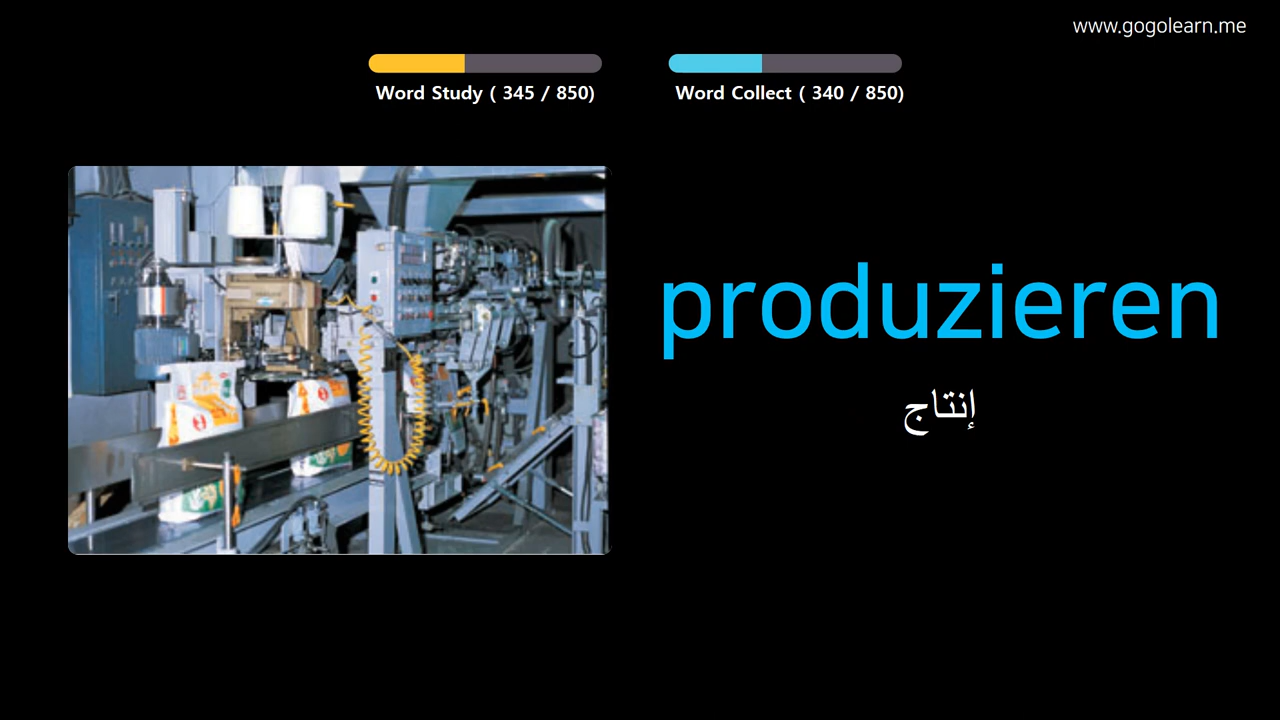 www.gogolearn.me
Word Study ( 345 / 850)
Word Collect ( 340 / 850)
produzieren
إنتاج